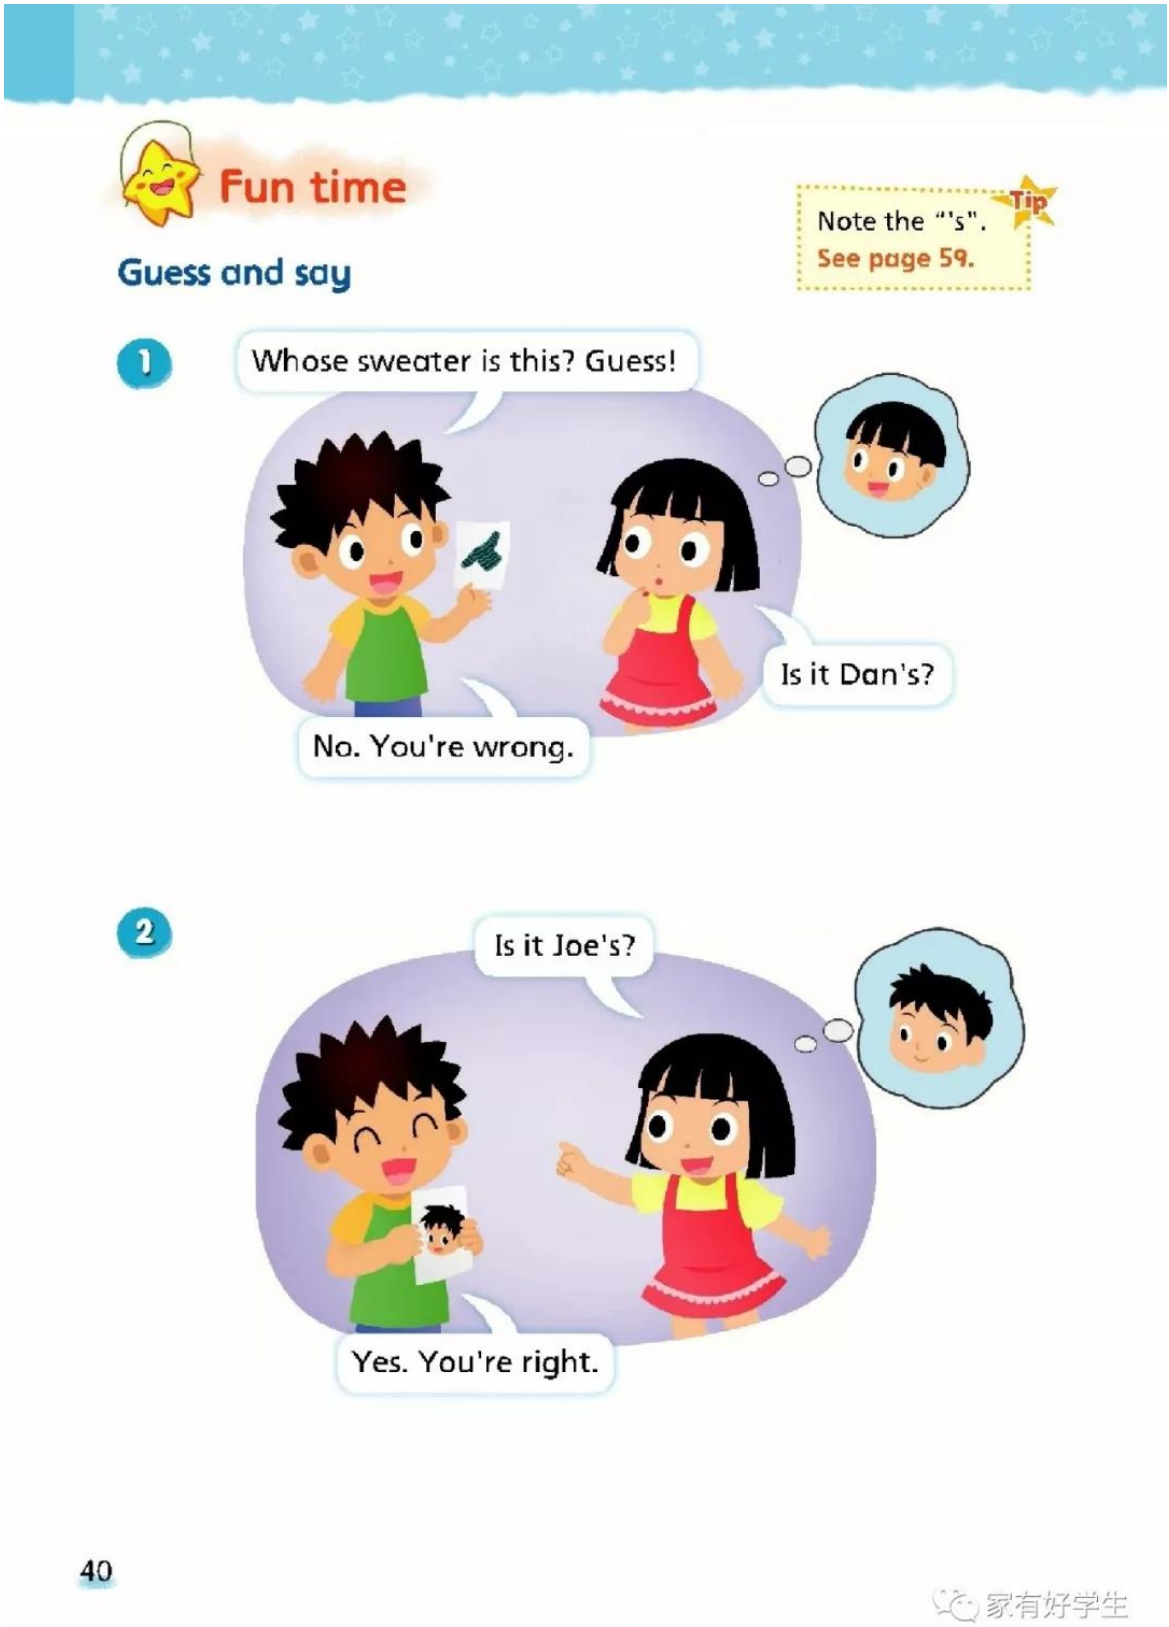 Fun time
Tip
Note the "'s".
See page 59.
Guess and say
1
Whose sweater is this? Guess!
Is it Dan's?
No. You're wrong.
2
Is it Joe's?
Yes. You're right.
40
家有好学生